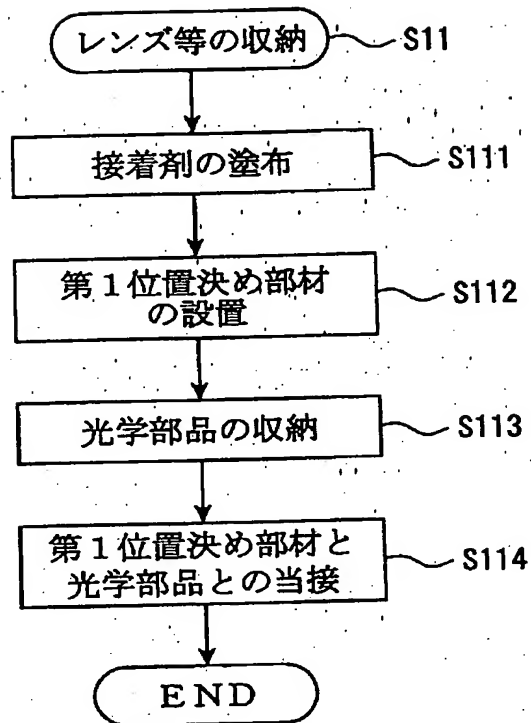 レンズ等の収納
S11
接着剤の塗布
S111
第1位置決め部材
の設置
S112
光学部品の収納
S113
第1位置決め部材と
光学部品との当接
S114
END